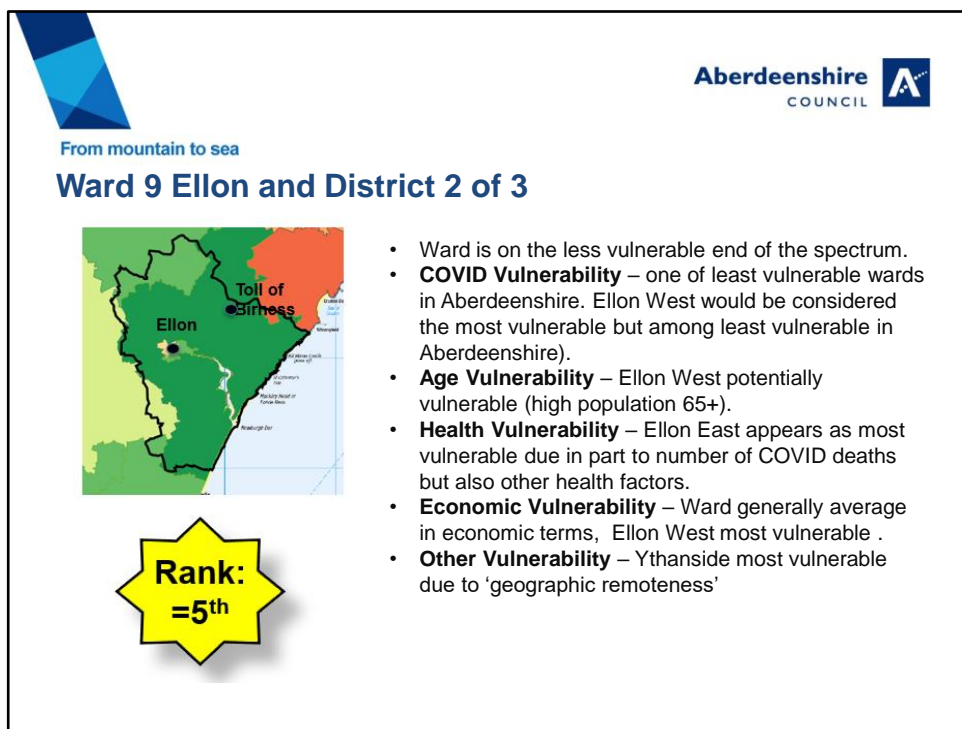 Aberdeenshire
COUNCIL
From mountain to sea
Ward 9 Ellon and District 2 of 3
Toll of
Birness
Ellon
Newburgh Bar
Rank:
=5th
• Ward is on the less vulnerable end of the spectrum.
• COVID Vulnerability – one of least vulnerable wards
in Aberdeenshire. Ellon West would be considered
the most vulnerable but among least vulnerable in
Aberdeenshire).
• Age Vulnerability – Ellon West potentially
vulnerable (high population 65+).
• Health Vulnerability – Ellon East appears as most
vulnerable due in part to number of COVID deaths
but also other health factors.
• Economic Vulnerability – Ward generally average
in economic terms, Ellon West most vulnerable .
• Other Vulnerability – Ythanside most vulnerable
due to ‘geographic remoteness’